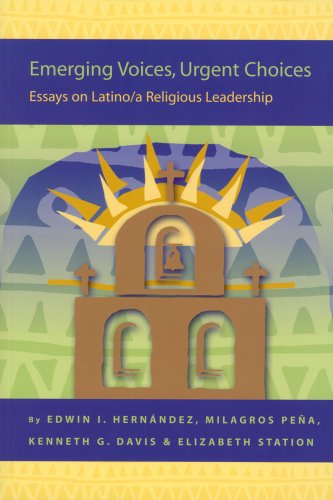 Emerging Voices, Urgent Choices
Essays on Latino/a Religious Leadership
By EDWIN I. HERNÁNDEZ, MILAGROS PEÑA,
KENNETH G. DAVIS & ELIZABETH STATION